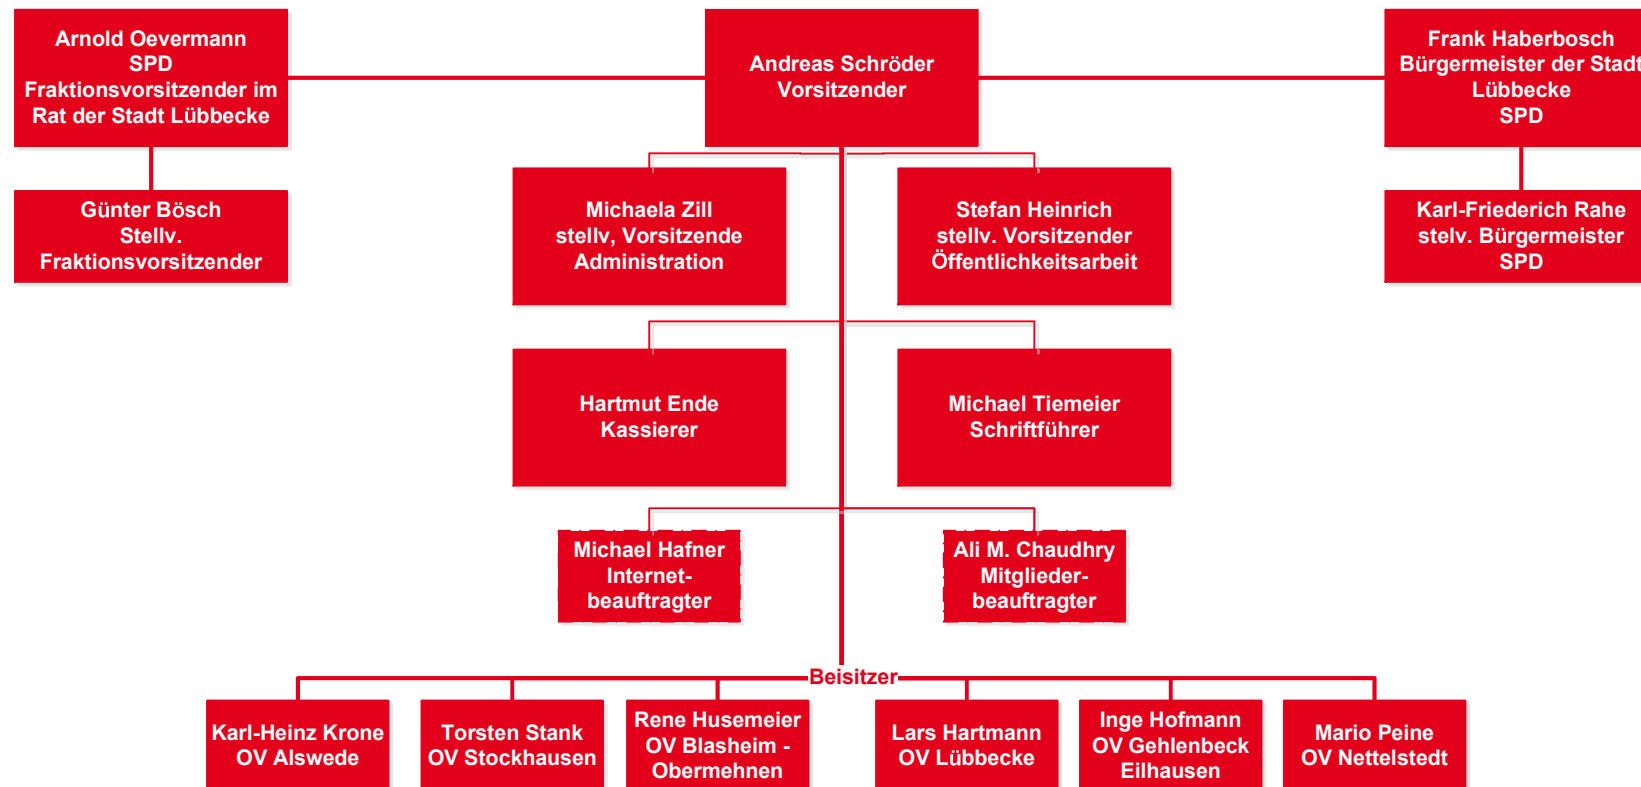 Arnold Oevermann
SPD
Fraktionsvorsitzender im
Rat der Stadt Lübbecke
Andreas Schröder
Vorsitzender
Frank Haberbosch
Bürgermeister der Stadt
Lübbecke
SPD
Günter Bösch
Stellv.
Fraktionsvorsitzender
Michaela Zill
stellv, Vorsitzende
Administration
Stefan Heinrich
stellv. Vorsitzender
Öffentlichkeitsarbeit
Karl-Friederich Rahe
stelv. Bürgermeister
SPD
Hartmut Ende
Kassierer
Michael Tiemeier
Schriftführer
Michael Hafner
Internet-
beauftragter
Ali M. Chaudhry
Mitglieder-
beauftragter
Beisitzer
Karl-Heinz Krone
OV Alswede
Torsten Stank
OV Stockhausen
Rene Husemeier
OV Blasheim -
Obermehnen
Lars Hartmann
OV Lübbecke
Inge Hofmann
OV Gehlenbeck
Eilhausen
Mario Peine
OV Nettelstedt